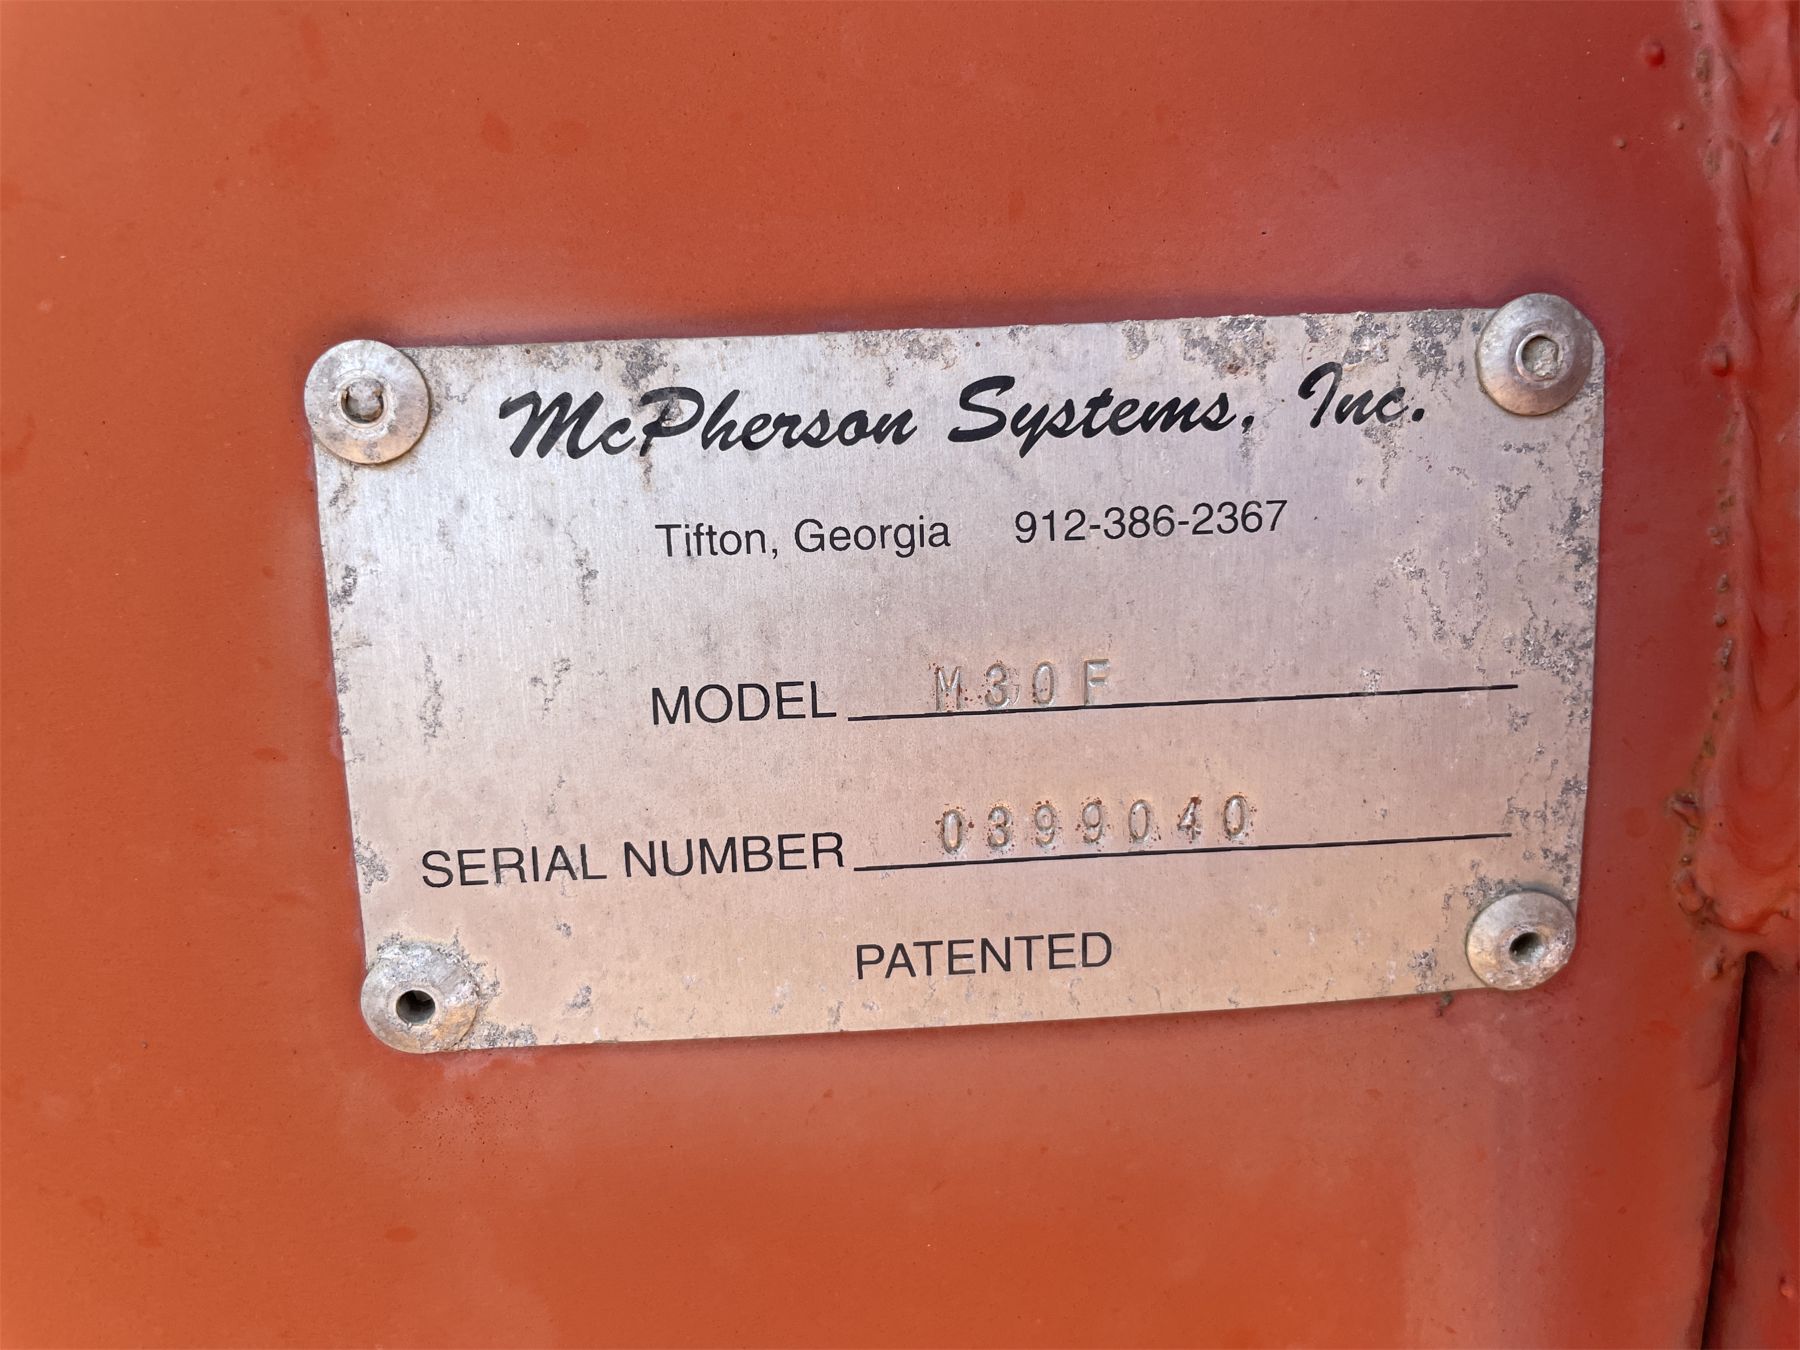 McPherson Systems, Inc.
Tifton, Georgia 912-386-2367
MODEL M30F
SERIAL NUMBER 0399040
PATENTED